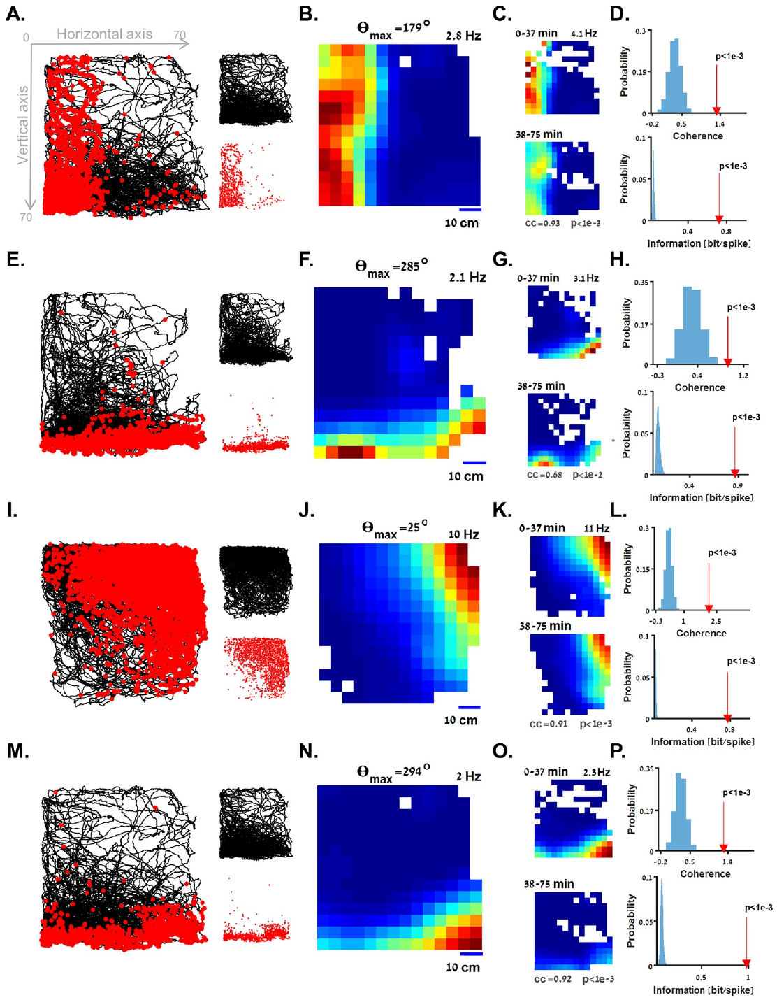 A.
B.
C.
D.
0
Horizontal axis
70
Vertical axis
70
Θmax=179°
2.8 Hz
10 cm
0-37 min
4.1 Hz
38-75 min
cc=0.93
p<1e-3
Probability
0.3
0.15
0
-0.2
0.5
1.4
Coherence
p<1e-3
Probability
0.1
0.05
0
0.4
0.8
Information [bit/spike]
p<1e-3
E.
F.
G.
H.
Θmax=285°
2.1 Hz
10 cm
0-37 min
3.1Hz
38-75 min
cc=0.68
p<1e-2
Probability
0.35
0.17
0
-0.3
0.4
1.2
Coherence
p<1e-3
Probability
0.1
0.05
0
0.4
0.9
Information [bit/spike]
p<1e-3
I.
J.
K.
L.
Θmax=25°
10 Hz
10 cm
0-37 min
11 Hz
38-75 min
cc=0.91
p<1e-3
Probability
0.3
0.15
0
-0.3
1
2.5
Coherence
p<1e-3
Probability
0.1
0.05
0
0.4
0.8
Information [bit/spike]
p<1e-3
M.
N.
O.
P.
Θmax=294°
2 Hz
10 cm
0-37 min
2.3Hz
38-75 min
cc=0.92
p<1e-3
Probability
0.35
0.17
0
-0.2
0.5
1.4
Coherence
p<1e-3
Probability
0.1
0.05
0
0.5
1
Information [bit/spike]
p<1e-3